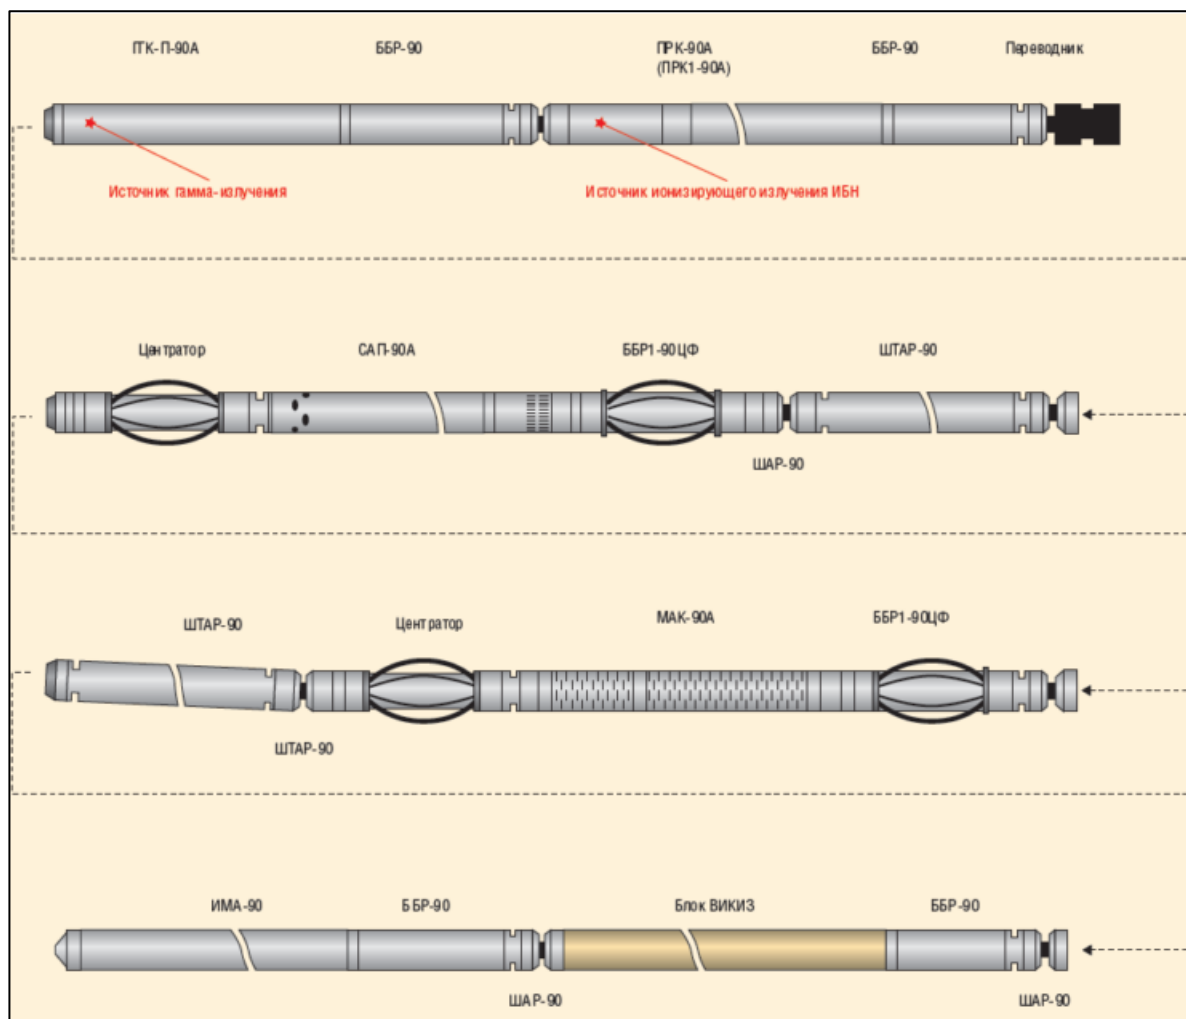 ГГК-П-90А
ББР-90
ПРК-90А
(ПРК1-90А)
ББР-90
Переводник
Источник гамма-излучения
Источник ионизирующего излучения ИБН
Центратор
САП-90А
ББР1-90ЦФ
ШТАР-90
ШАР-90
ШТАР-90
Центратор
МАК-90А
ББР1-90ЦФ
ШТАР-90
ИМА-90
ББР-90
Блок ВИКИЗ
ББР-90
ШАР-90
ШАР-90